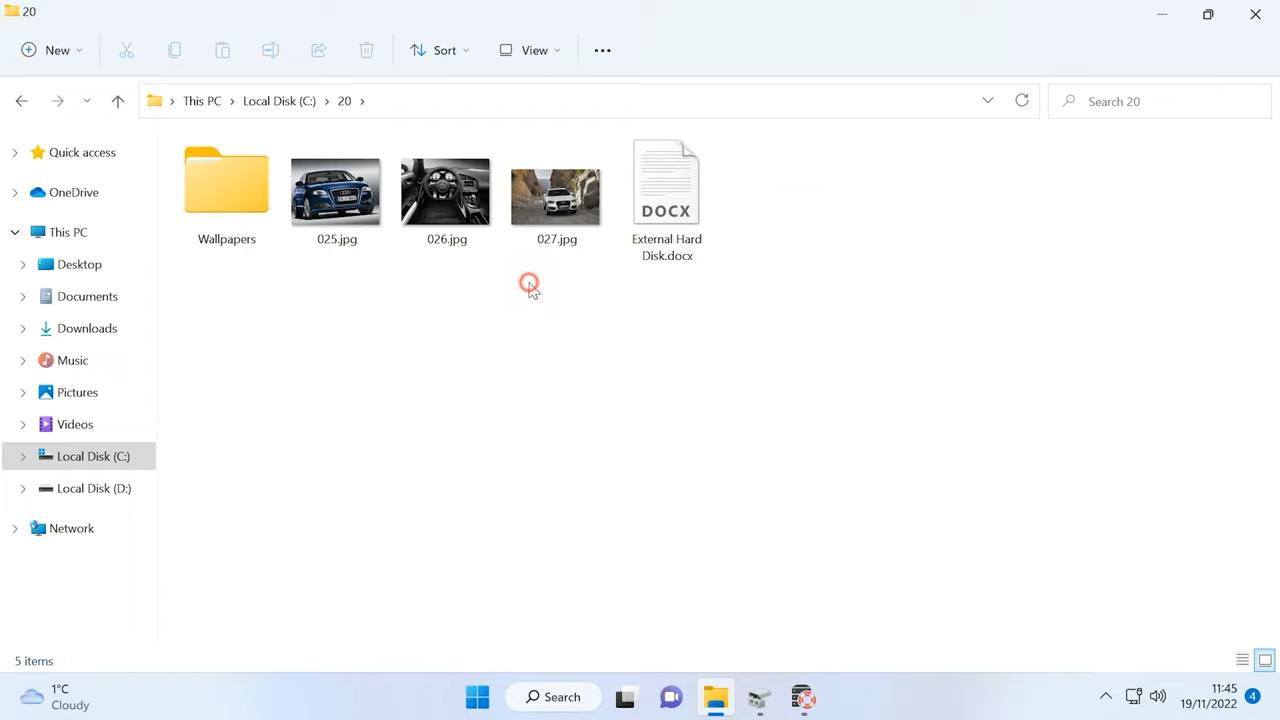 20
New
Sort
View
This PC
Local Disk (C:)
20
Search 20
Quick access
OneDrive
This PC
Desktop
Documents
Downloads
Music
Pictures
Videos
Local Disk (C:)
Local Disk (D:)
Network
Wallpapers
025.jpg
026.jpg
027.jpg
DOCX
External Hard
Disk.docx
5 items
1°C
Cloudy
Search
11:45
19/11/2022
4